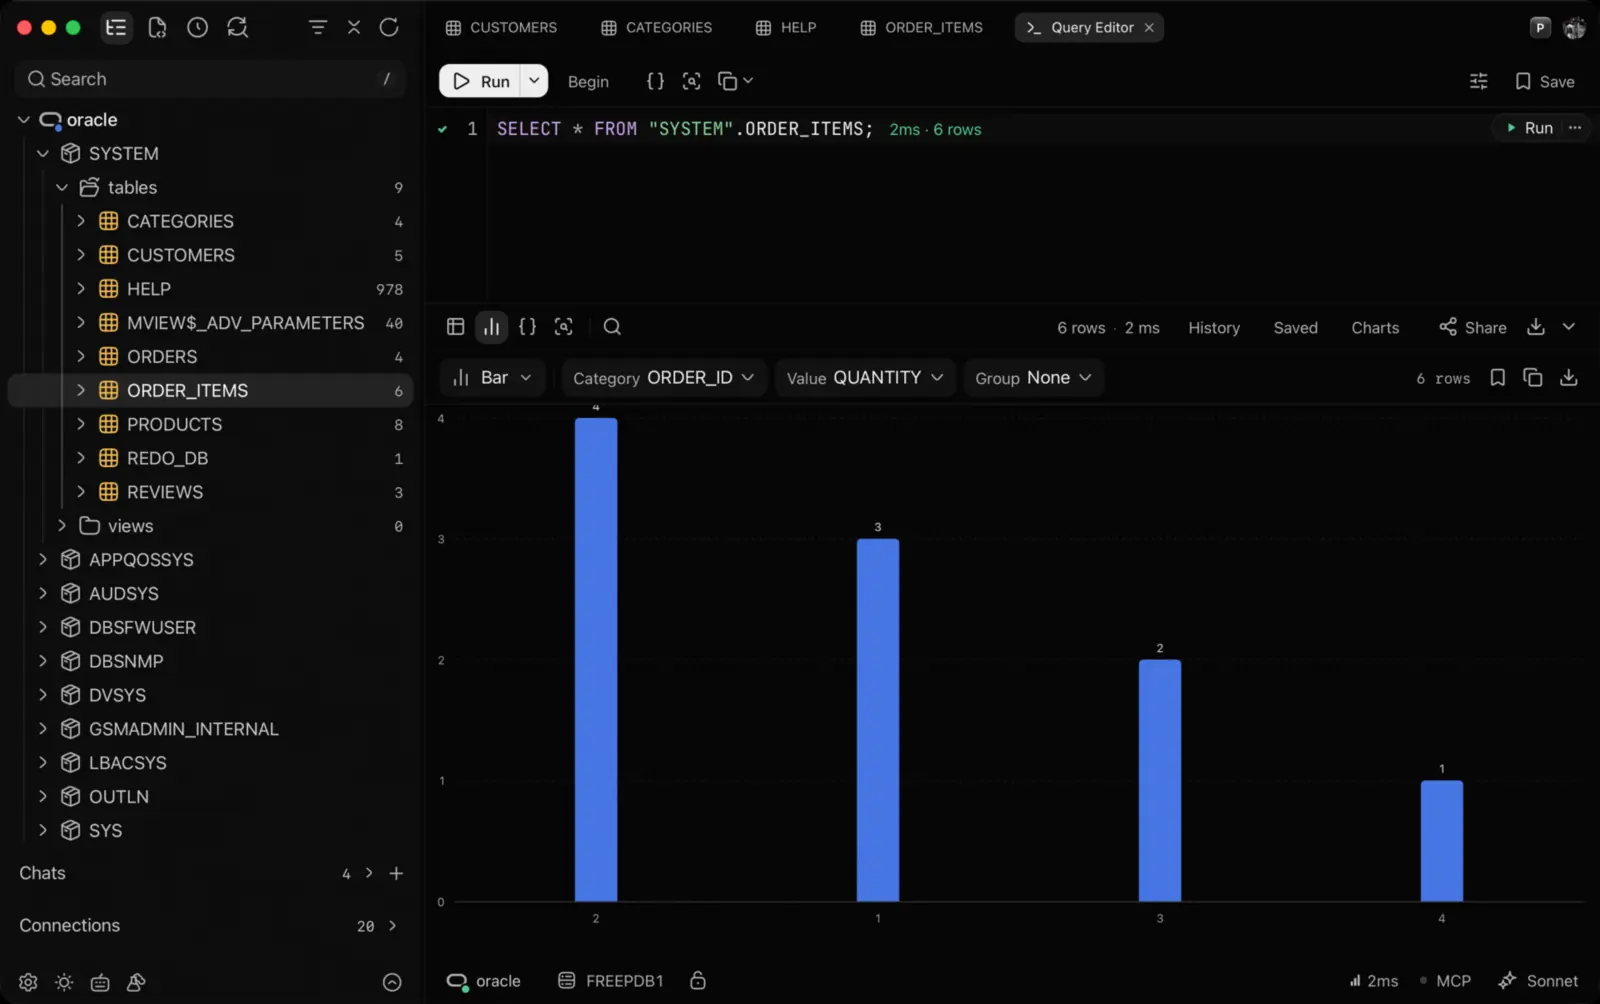 CUSTOMERS
CATEGORIES
HELP
ORDER_ITEMS
Query Editor
P
Search /
Run
Begin
Save
oracle
SYSTEM
tables 9
CATEGORIES 4
CUSTOMERS 5
HELP 978
MVIEW$_ADV_PARAMETERS 40
ORDERS 4
ORDER_ITEMS 6
PRODUCTS 8
REDO_DB 1
REVIEWS 3
views 0
APPQOSSYS
AUDSYS
DBSFWUSER
DBSNMP
DVSYS
GSMADMIN_INTERNAL
LBACSYS
OUTLN
SYS
Chats 4
Connections 20
1 SELECT * FROM "SYSTEM".ORDER_ITEMS; 2ms · 6 rows
Run
6 rows · 2 ms
History
Saved
Charts
Share
Bar
Category ORDER_ID
Value QUANTITY
Group None
6 rows
4
4
3
3
2
2
1
1
0
2
1
3
4
oracle
FREEPDB1
2ms
MCP
Sonnet